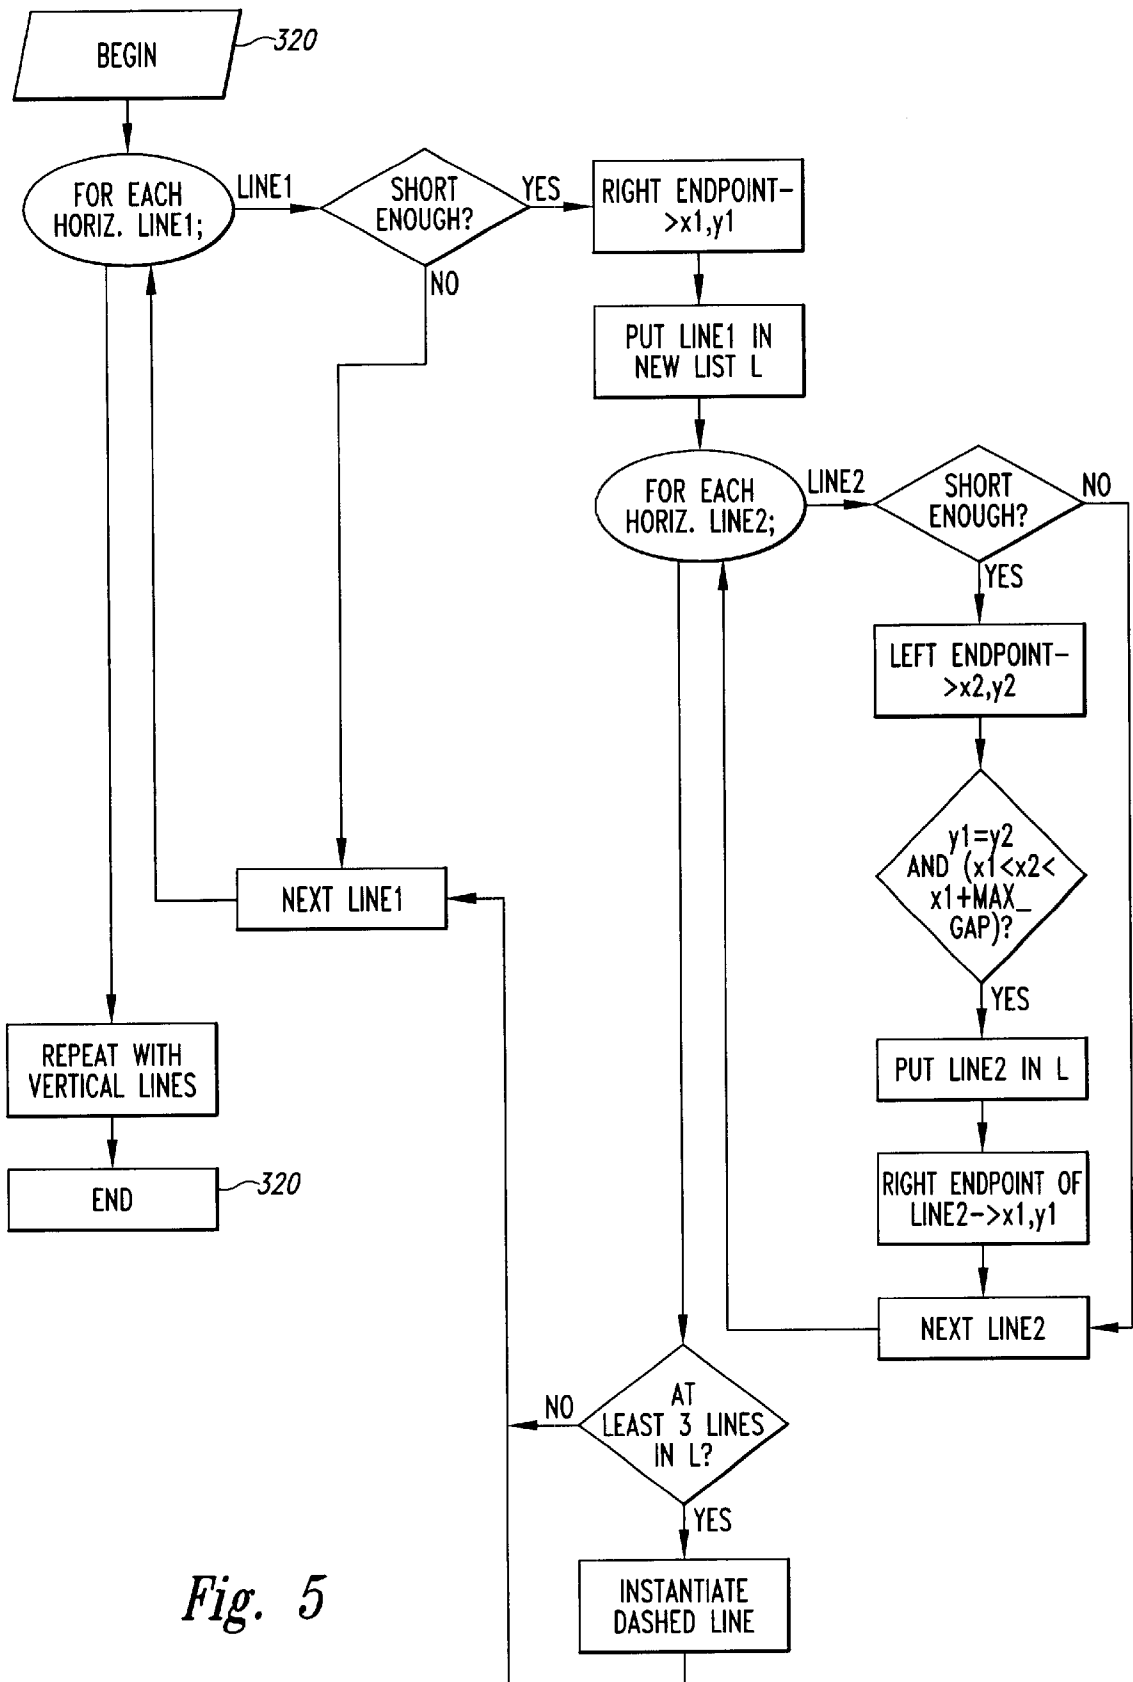 BEGIN
320
FOR EACH
HORIZ. LINE1;
LINE1
SHORT
ENOUGH?
YES
NO
RIGHT ENDPOINT-
>x1,y1
PUT LINE1 IN
NEW LIST L
FOR EACH
HORIZ. LINE2;
LINE2
SHORT
ENOUGH?
NO
YES
LEFT ENDPOINT-
>x2,y2
y1=y2
AND (x1<x2<
x1+MAX_
GAP)?
YES
PUT LINE2 IN L
RIGHT ENDPOINT OF
LINE2->x1,y1
NEXT LINE2
NEXT LINE1
REPEAT WITH
VERTICAL LINES
END
320
AT
LEAST 3 LINES
IN L?
NO
YES
INSTANTIATE
DASHED LINE
Fig. 5